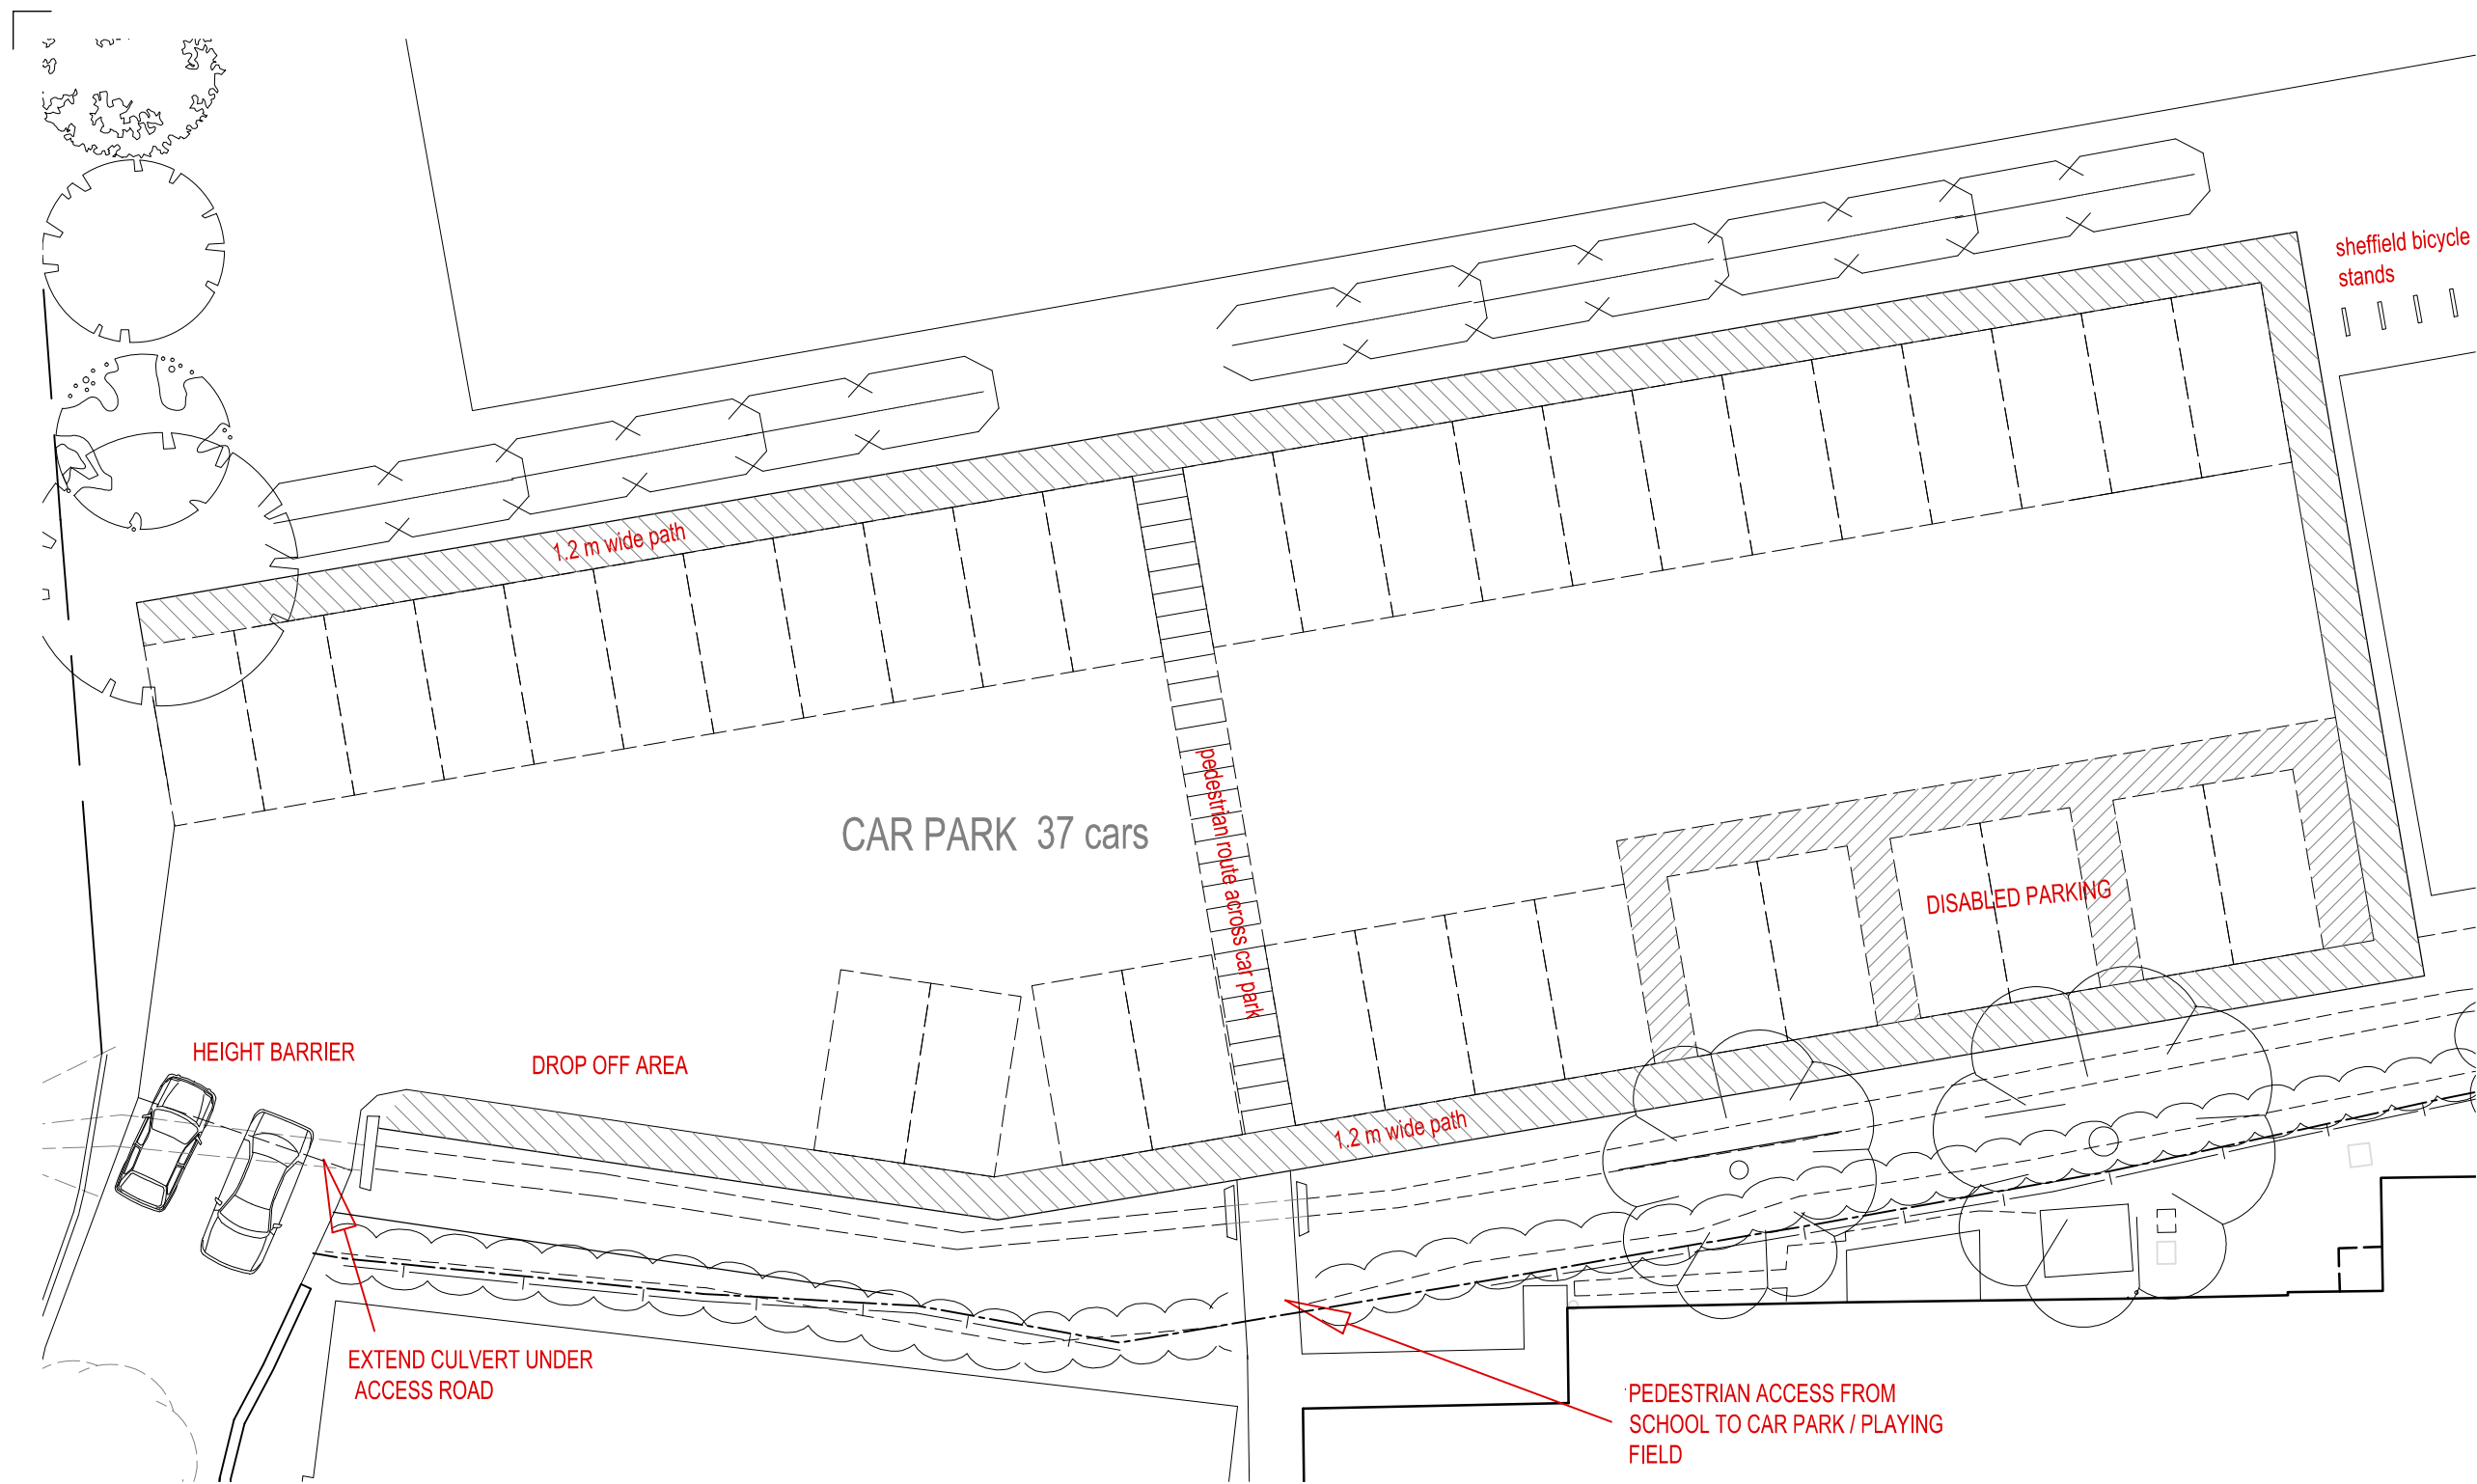 sheffield bicycle
stands
1.2 m wide path
CAR PARK 37 cars
pedestrian route across car park
DISABLED PARKING
HEIGHT BARRIER
DROP OFF AREA
1.2 m wide path
EXTEND CULVERT UNDER
ACCESS ROAD
PEDESTRIAN ACCESS FROM
SCHOOL TO CAR PARK / PLAYING
FIELD